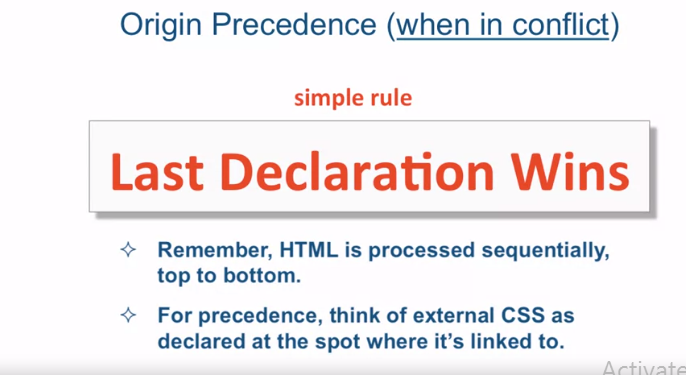 Origin Precedence (when in conflict)
simple rule
Last Declaration Wins
Remember, HTML is processed sequentially,
top to bottom.
For precedence, think of external CSS as
declared at the spot where it's linked to.
Activate